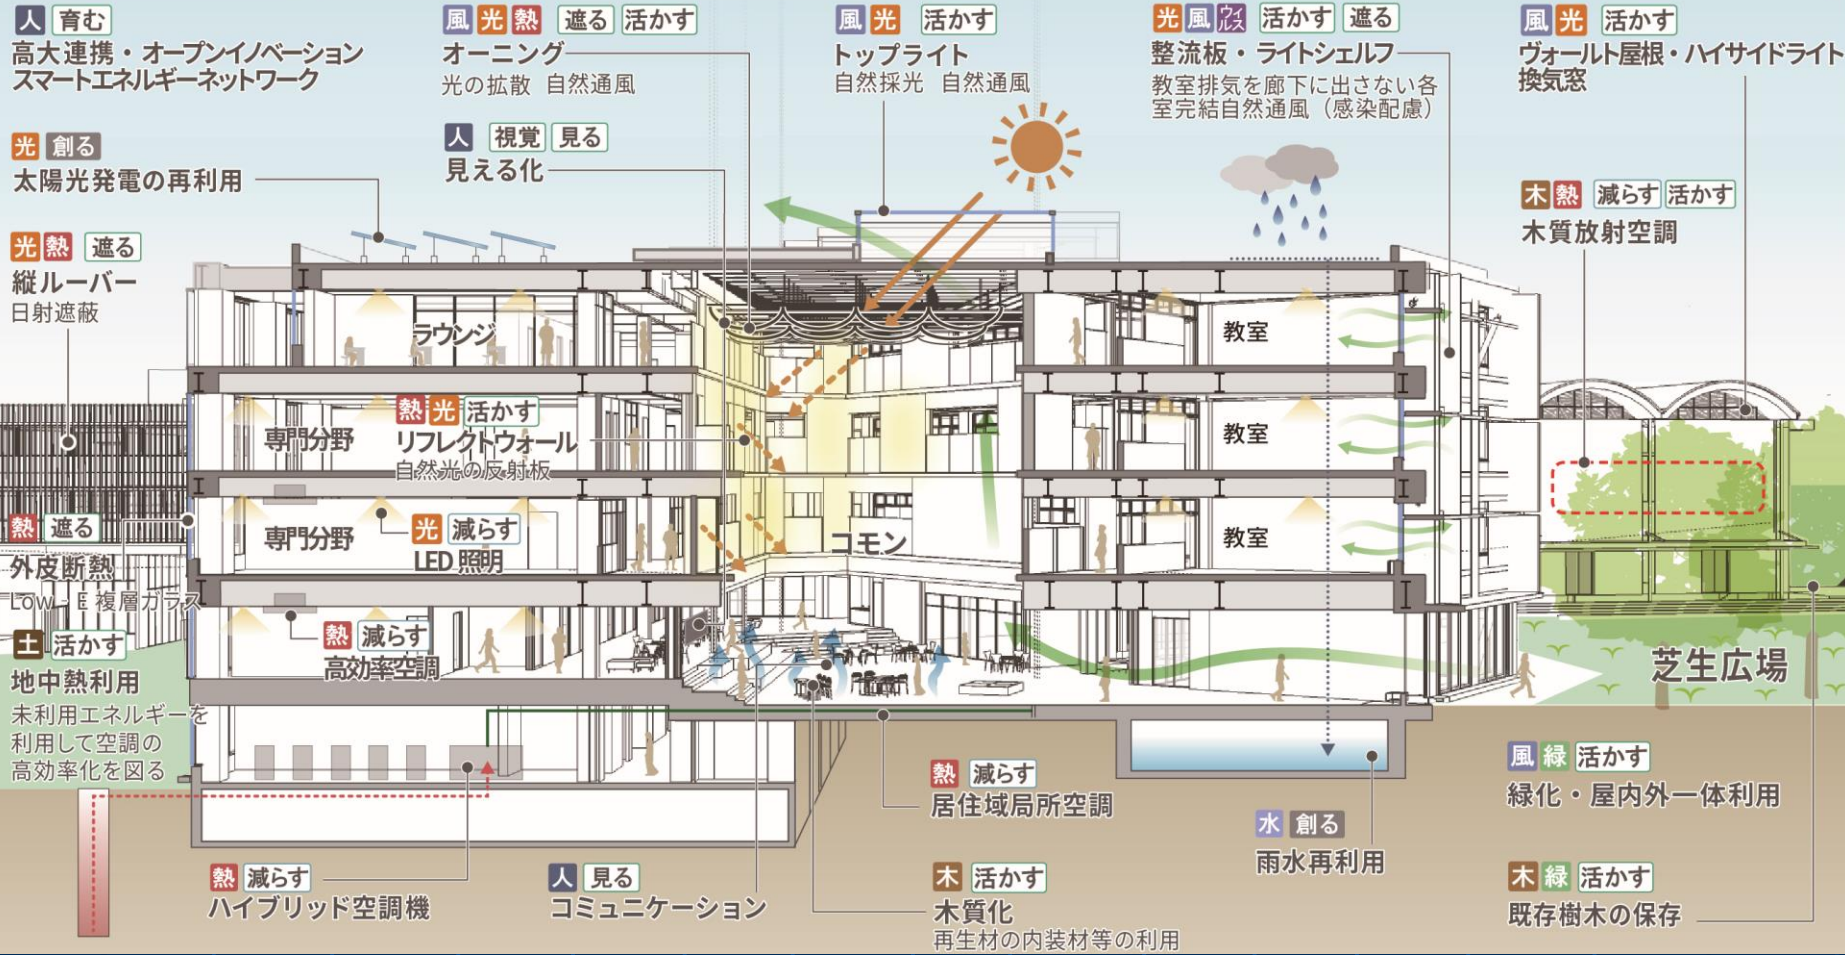 人 育む
高大連携・オープンイノベーション
スマートエネルギーネットワーク
風 光 熱 遮る 活かす
オーニング
光の拡散 自然通風
風 光 活かす
トップライト
自然採光 自然通風
光 風 ウィルス 活かす 遮る
整流板・ライトシェルフ
教室排気を廊下に出さない各
室完結自然通風（感染配慮）
風 光 活かす
ヴォールト屋根・ハイサイドライト
換気窓
光 創る
太陽光発電の再利用
人 視覚 見る
見える化
木 熱 減らす 活かす
木質放射空調
光 熱 遮る
縦ルーバー
日射遮蔽
ラウンジ
教室
専門分野
熱 光 活かす
リフレクトウォール
自然光の反射板
教室
熱 遮る
外皮断熱
Low-E 複層ガラス
専門分野
光 減らす
LED 照明
コモン
教室
土 活かす
地中熱利用
未利用エネルギーを
利用して空調の
高効率化を図る
熱 減らす
高効率空調
芝生広場
熱 減らす
居住域局所空調
水 創る
雨水再利用
風 緑 活かす
緑化・屋内外一体利用
熱 減らす
ハイブリッド空調機
人 見る
コミュニケーション
木 活かす
木質化
再生材の内装材等の利用
木 緑 活かす
既存樹木の保存